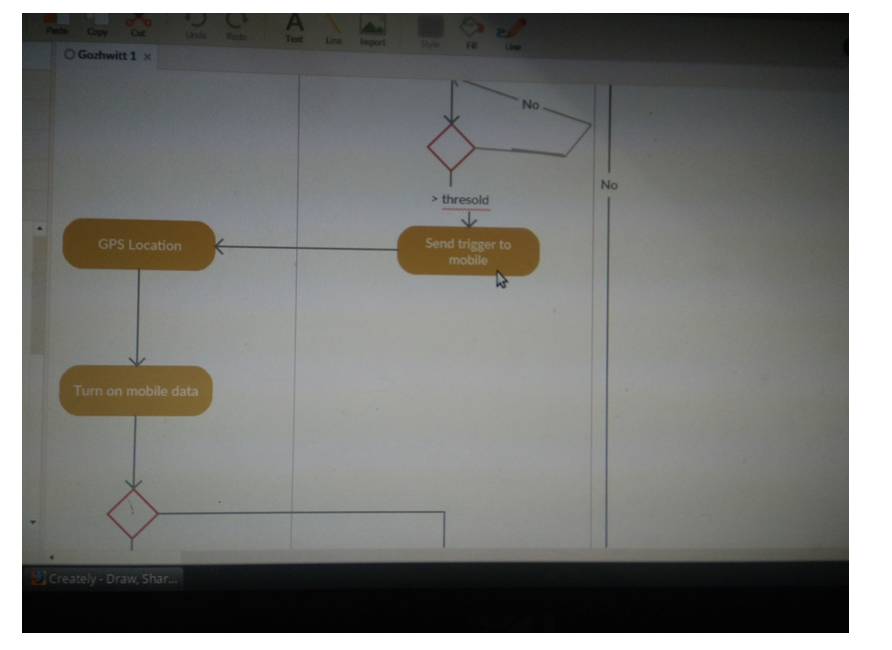 Paste Copy Cut Undo Redo Text Line Import Style Fill Line
Gozhwitt 1
No
No
> thresold
GPS Location
Send trigger to
mobile
Turn on mobile data
Creately - Draw, Shar...